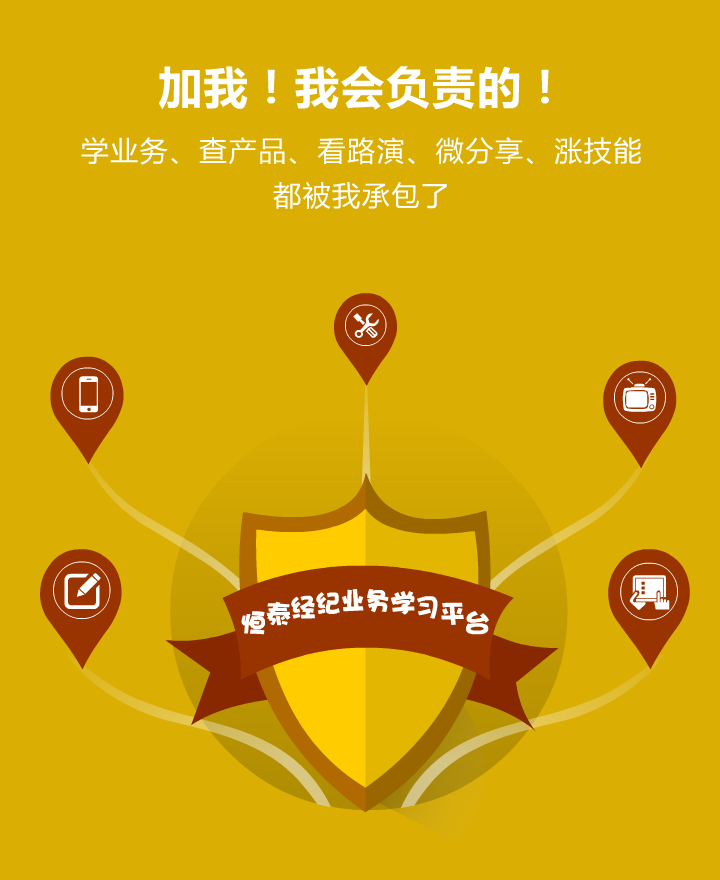 加我！我会负责的！
学业务、查产品、看路演、微分享、涨技能
都被我承包了
恒泰经纪业务学习平台